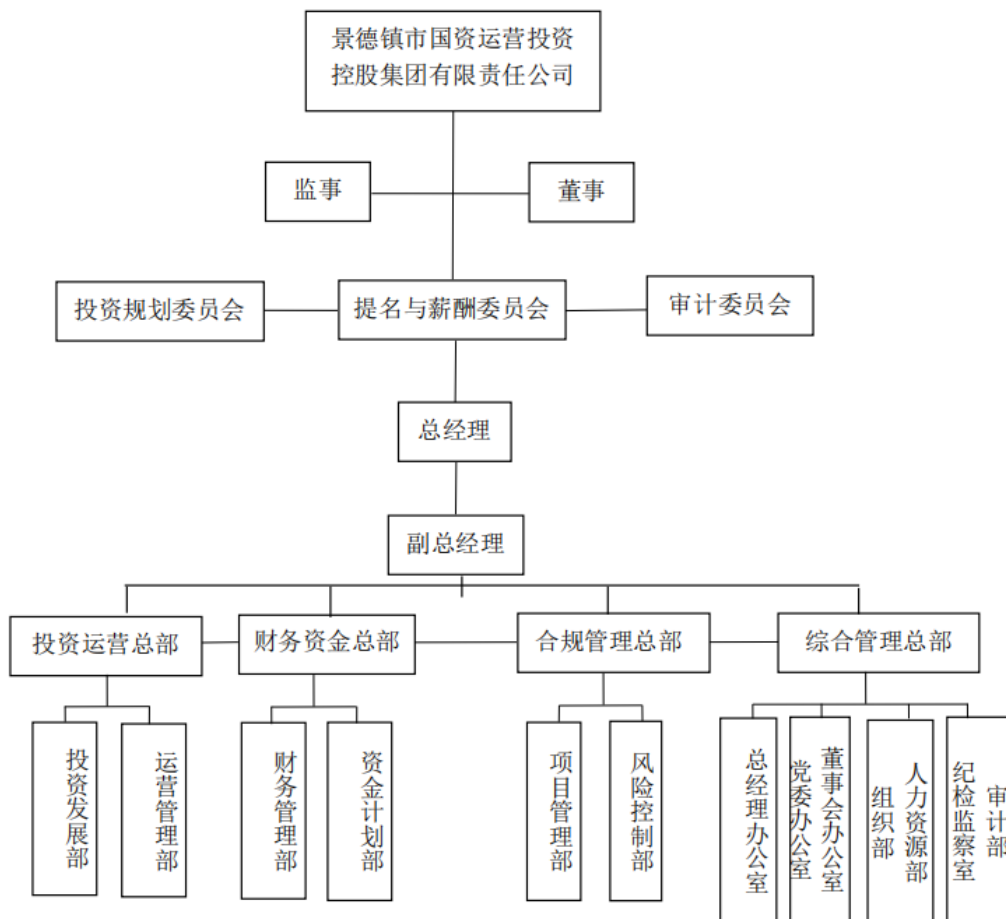 景德镇市国资运营投资
控股集团有限责任公司
监事
董事
投资规划委员会
提名与薪酬委员会
审计委员会
总经理
副总经理
投资运营总部
财务资金总部
合规管理总部
综合管理总部
投资发展部
运营管理部
财务管理部
资金计划部
项目管理部
风险控制部
总经理办公室
党委办公室
董事会办公室
组织部
人力资源部
纪检监察室
审计部